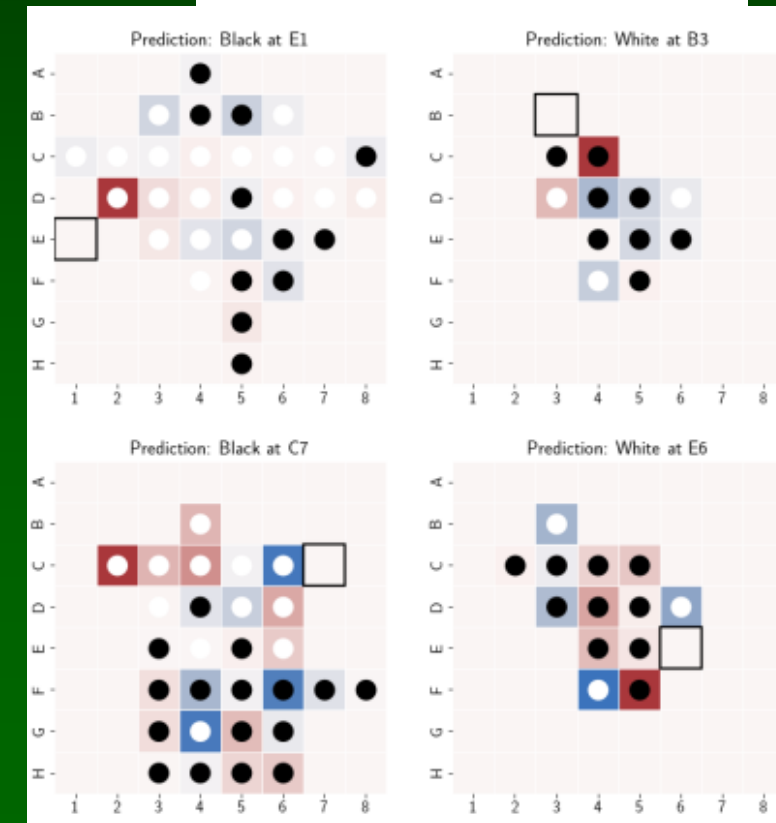 Prediction: Black at E1
A
B
C
D
E
F
G
H
1 2 3 4 5 6 7 8
Prediction: White at B3
A
B
C
D
E
F
G
H
1 2 3 4 5 6 7 8
Prediction: Black at C7
A
B
C
D
E
F
G
H
1 2 3 4 5 6 7 8
Prediction: White at E6
A
B
C
D
E
F
G
H
1 2 3 4 5 6 7 8